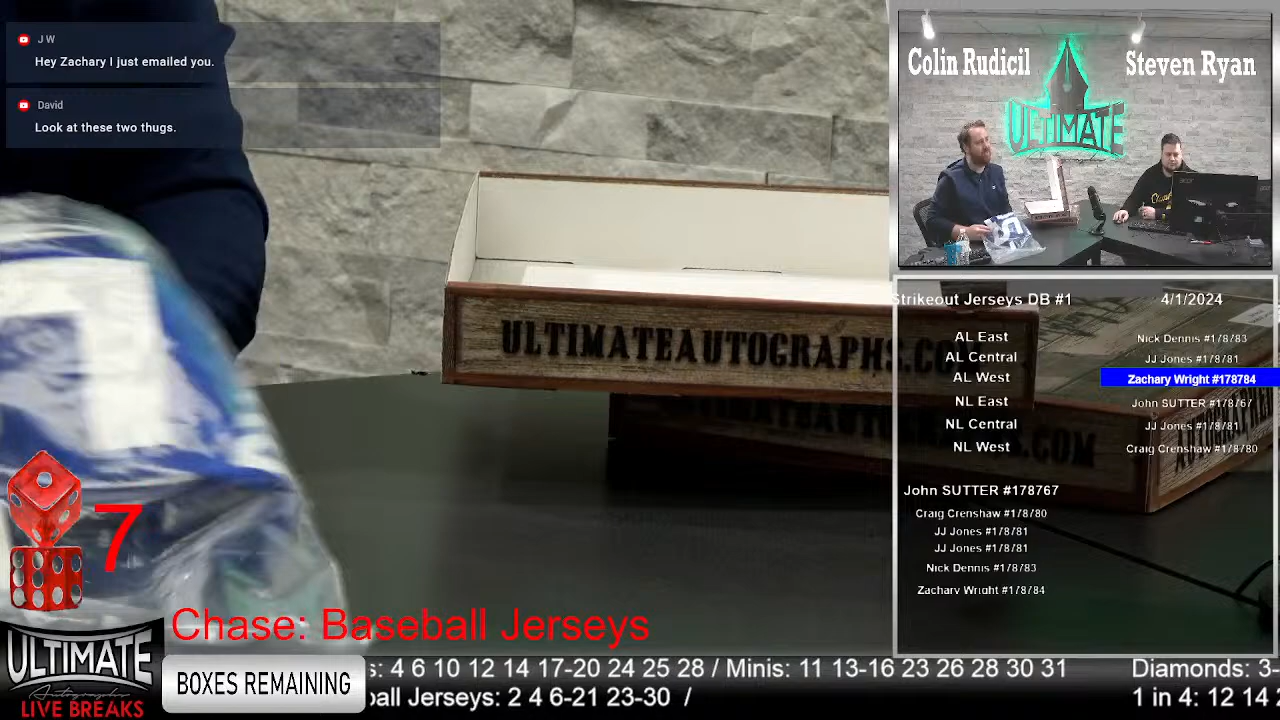 J W
Hey Zachary I just emailed you.
David
Look at these two thugs.
Colin Rudicil
Steven Ryan
ULTIMATE
ULTIMATEAUTOGRAPHS.COM
Strikeout Jerseys DB #1 4/1/2024
AL East Nick Dennis #178783
AL Central JJ Jones #178781
AL West Zachary Wright #178784
NL East John SUTTER #178767
NL Central JJ Jones #178781
NL West Craig Crenshaw #178780
John SUTTER #178767
Craig Crenshaw #178780
JJ Jones #178781
JJ Jones #178781
Nick Dennis #178783
Zachary Wright #178784
7
Chase: Baseball Jerseys
ULTIMATE
Autographs
LIVE BREAKS
BOXES REMAINING
s: 4 6 10 12 14 17-20 24 25 28 / Minis: 11 13-16 23 26 28 30 31 Diamonds: 3-
ball Jerseys: 2 4 6-21 23-30 / 1 in 4: 12 14 2